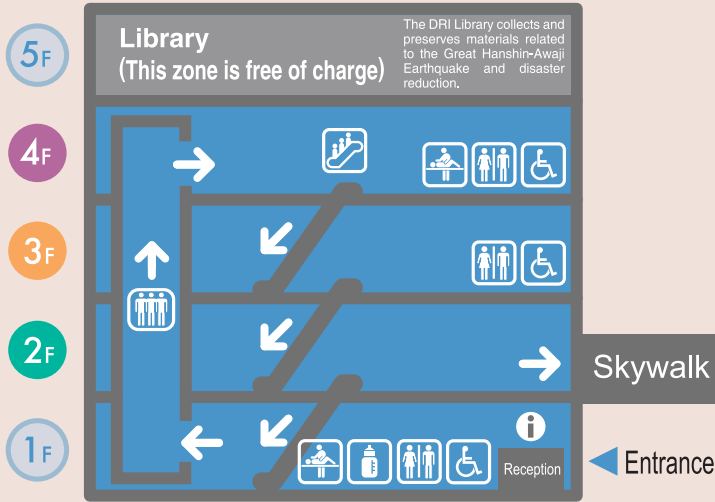 5F
Library
(This zone is free of charge)
The DRI Library collects and
preserves materials related
to the Great Hanshin-Awaji
Earthquake and disaster
reduction.
4F
3F
2F
Skywalk
1F
i
Reception
Entrance